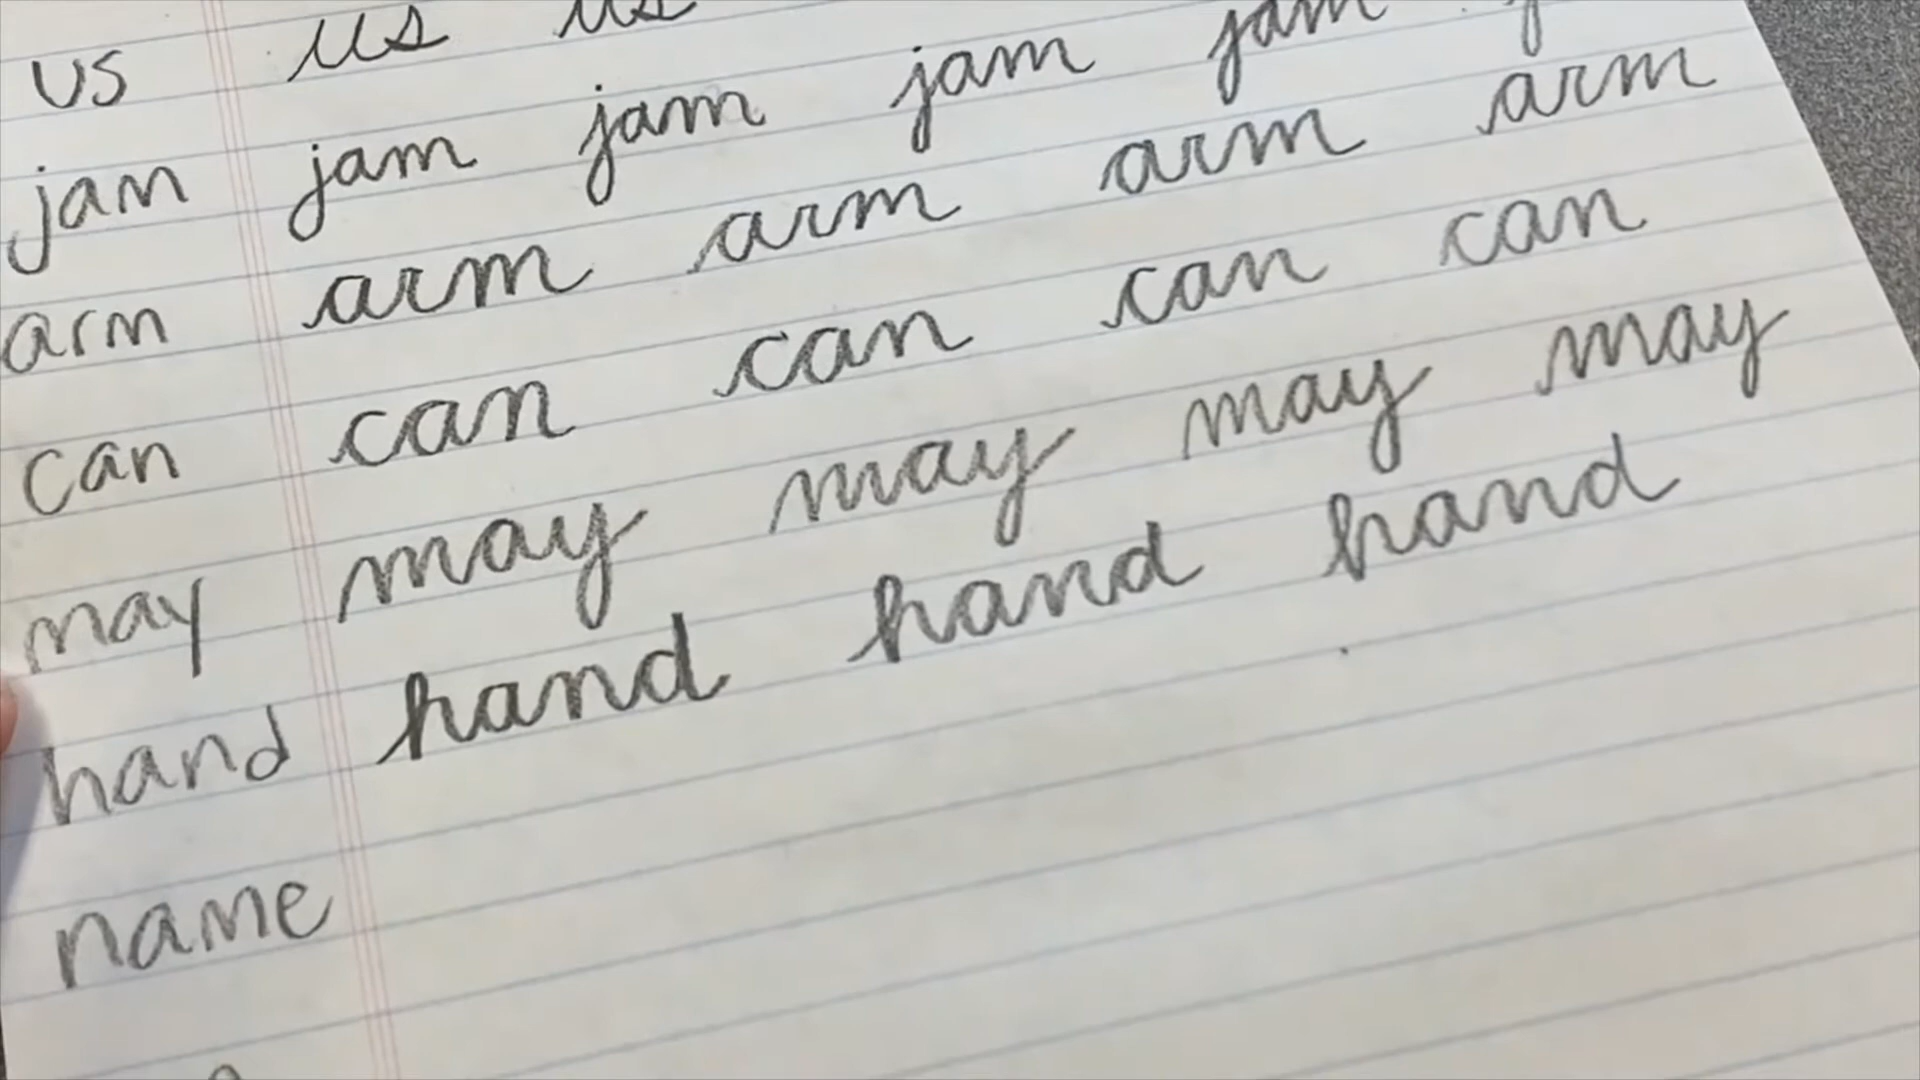 us us us
jam jam jam jam jam
arm arm arm arm arm
can can can can can
may may may may may
hand hand hand hand
name